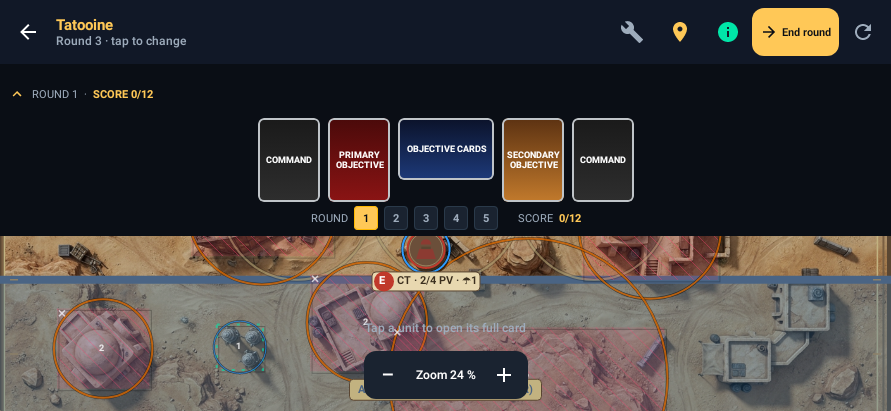 Tatooine
Round 3 · tap to change
End round
ROUND 1 · SCORE 0/12
COMMAND
PRIMARY
OBJECTIVE
OBJECTIVE CARDS
SECONDARY
OBJECTIVE
COMMAND
ROUND 1 2 3 4 5 SCORE 0/12
E CT · 2/4 PV · ☂1
2
Tap a unit to open its full card
2
1
− Zoom 24 % +